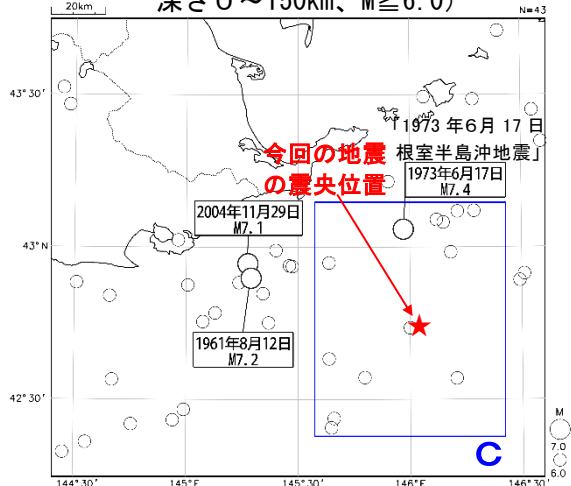 深さ0～150km、M≧6.0)
20km
N=43
43°30′
「1973年6月17日
根室半島沖地震」
今回の地震
の震央位置
1973年6月17日
M7.4
2004年11月29日
M7.1
43°N
1961年8月12日
M7.2
42°30′
C
M
7.0
6.0
144°30′
145°E
145°30′
146°E
146°30′